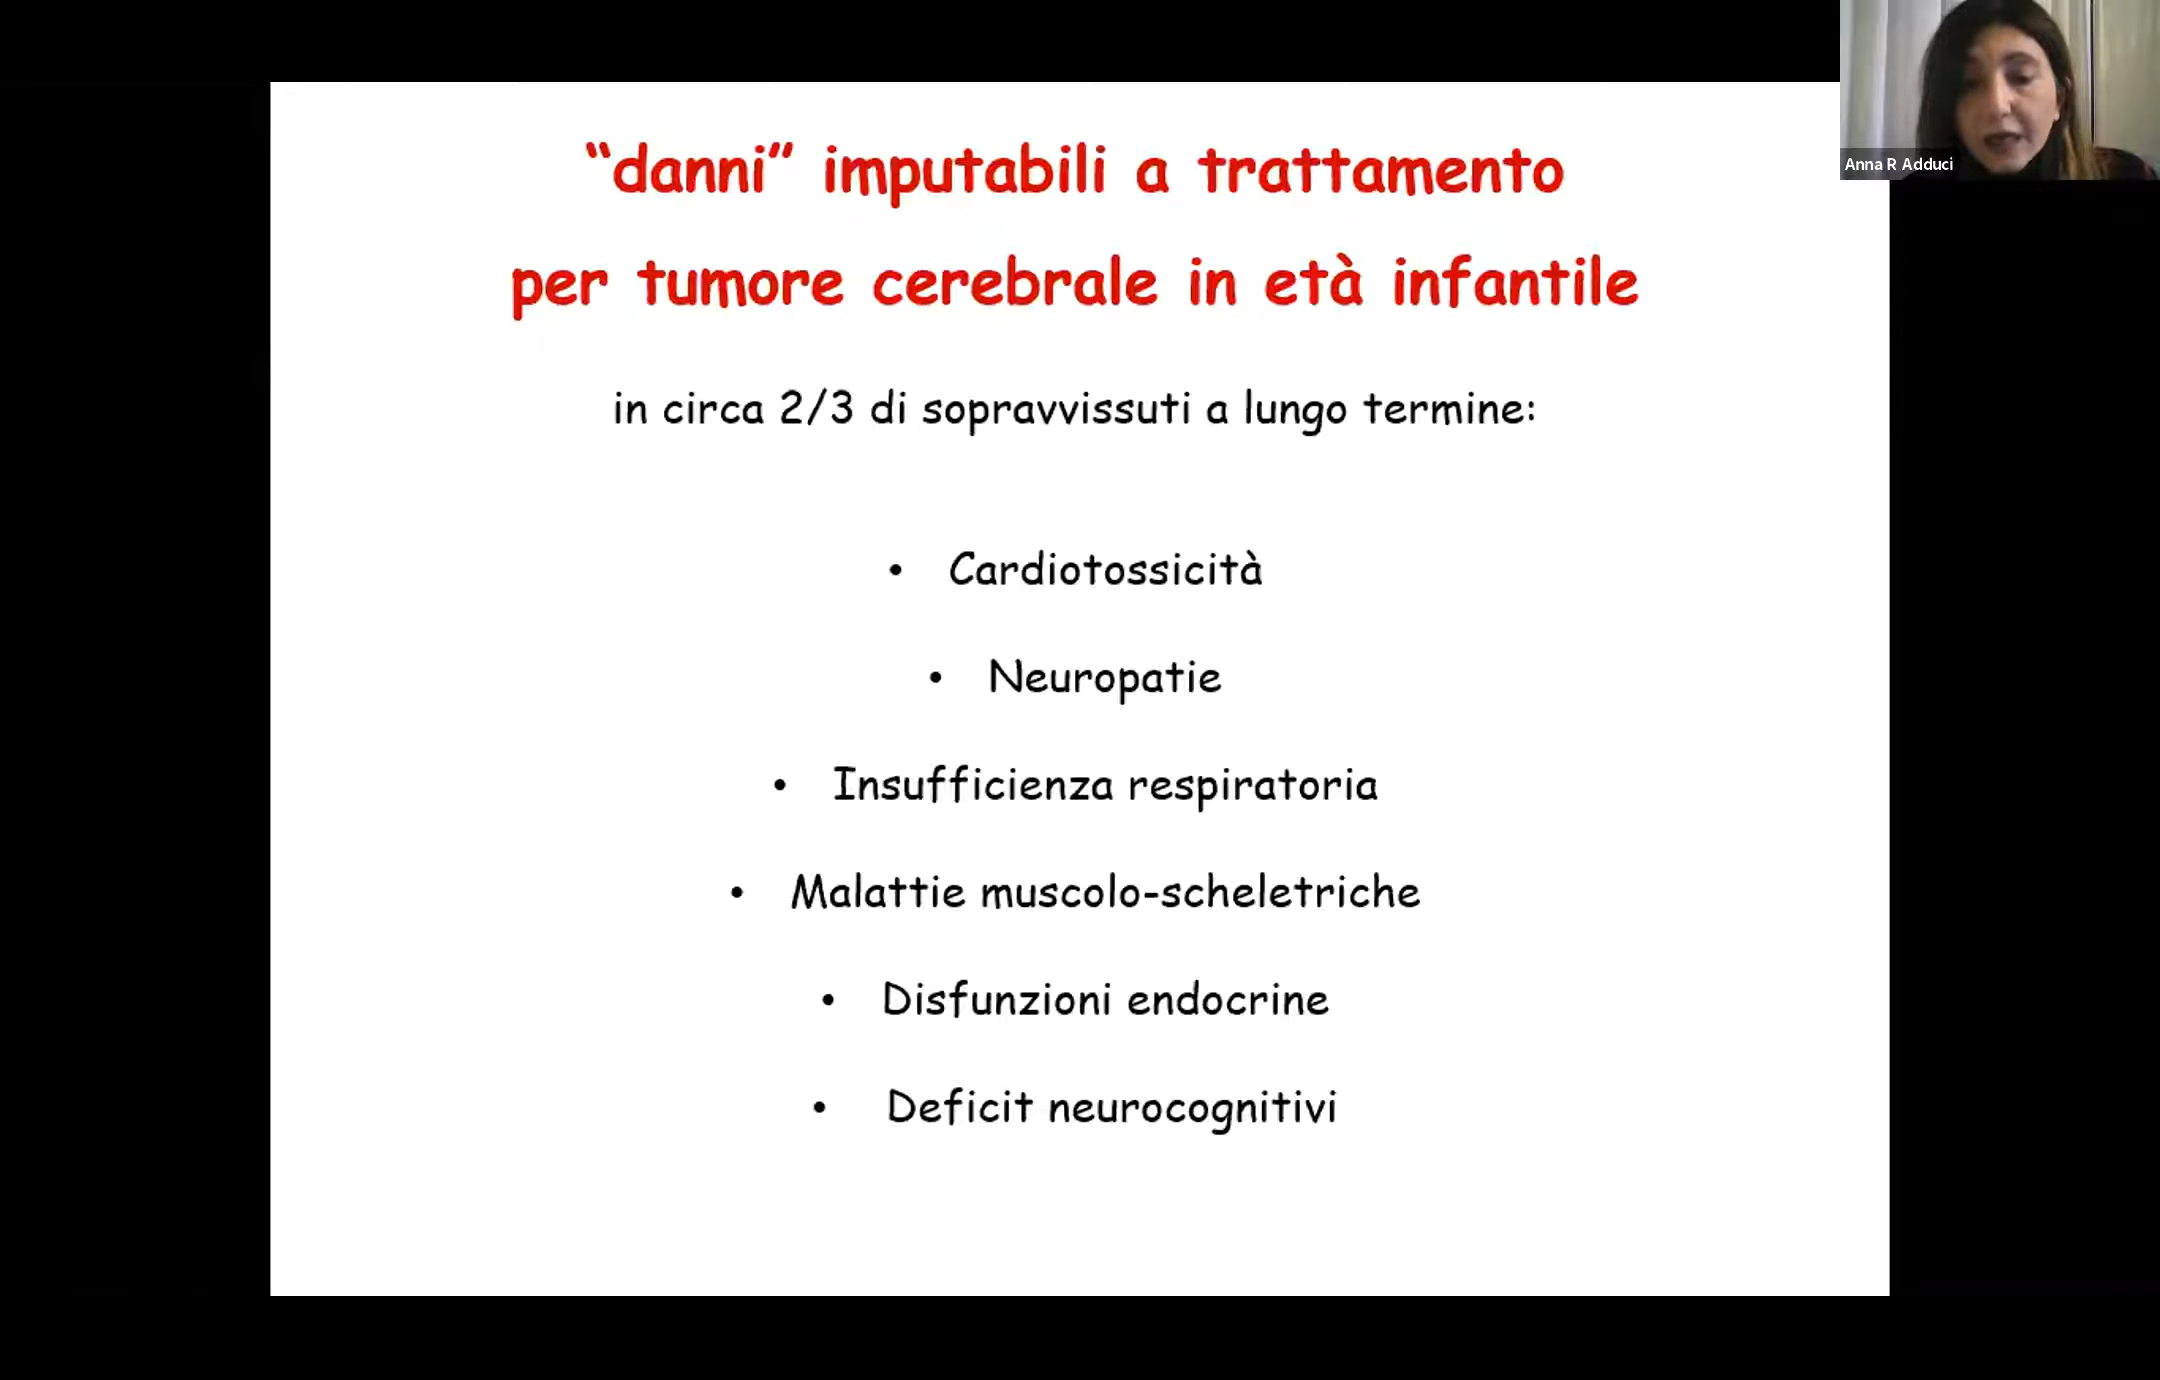 “danni” imputabili a trattamento
per tumore cerebrale in età infantile
in circa 2/3 di sopravvissuti a lungo termine:
• Cardiotossicità
• Neuropatie
• Insufficienza respiratoria
• Malattie muscolo-scheletriche
• Disfunzioni endocrine
• Deficit neurocognitivi
Anna R Adduci